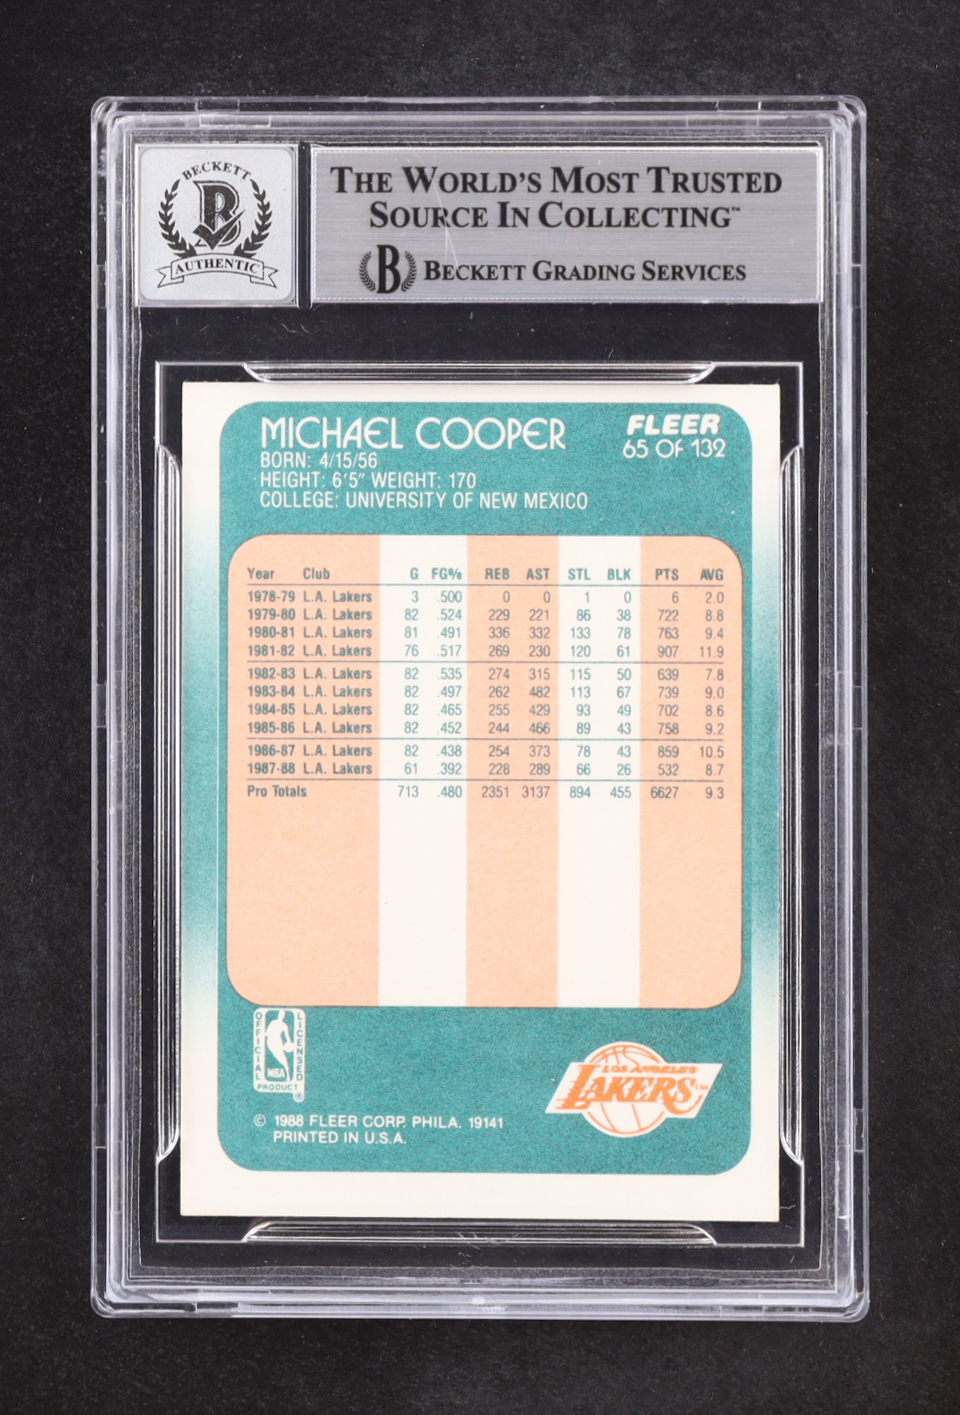 BECKETT
B
AUTHENTIC
THE WORLD'S MOST TRUSTED
SOURCE IN COLLECTING™
B BECKETT GRADING SERVICES
MICHAEL COOPER
FLEER
65 OF 132
BORN: 4/15/56
HEIGHT: 6'5" WEIGHT: 170
COLLEGE: UNIVERSITY OF NEW MEXICO
Year Club G FG% REB AST STL BLK PTS AVG
1978-79 L.A. Lakers 3 .500 0 0 1 0 6 2.0
1979-80 L.A. Lakers 82 .524 229 221 86 38 722 8.8
1980-81 L.A. Lakers 81 .491 336 332 133 78 763 9.4
1981-82 L.A. Lakers 76 .517 269 230 120 61 907 11.9
1982-83 L.A. Lakers 82 .535 274 315 115 50 639 7.8
1983-84 L.A. Lakers 82 .497 262 482 113 67 739 9.0
1984-85 L.A. Lakers 82 .465 255 429 93 49 702 8.6
1985-86 L.A. Lakers 82 .452 244 466 89 43 758 9.2
1986-87 L.A. Lakers 82 .438 254 373 78 43 859 10.5
1987-88 L.A. Lakers 61 .392 228 289 66 26 532 8.7
Pro Totals 713 .480 2351 3137 894 455 6627 9.3
OFFICIAL
LICENSED
NBA
PRODUCT ®
LOS ANGELES
LAKERS™
© 1988 FLEER CORP. PHILA. 19141
PRINTED IN U.S.A.